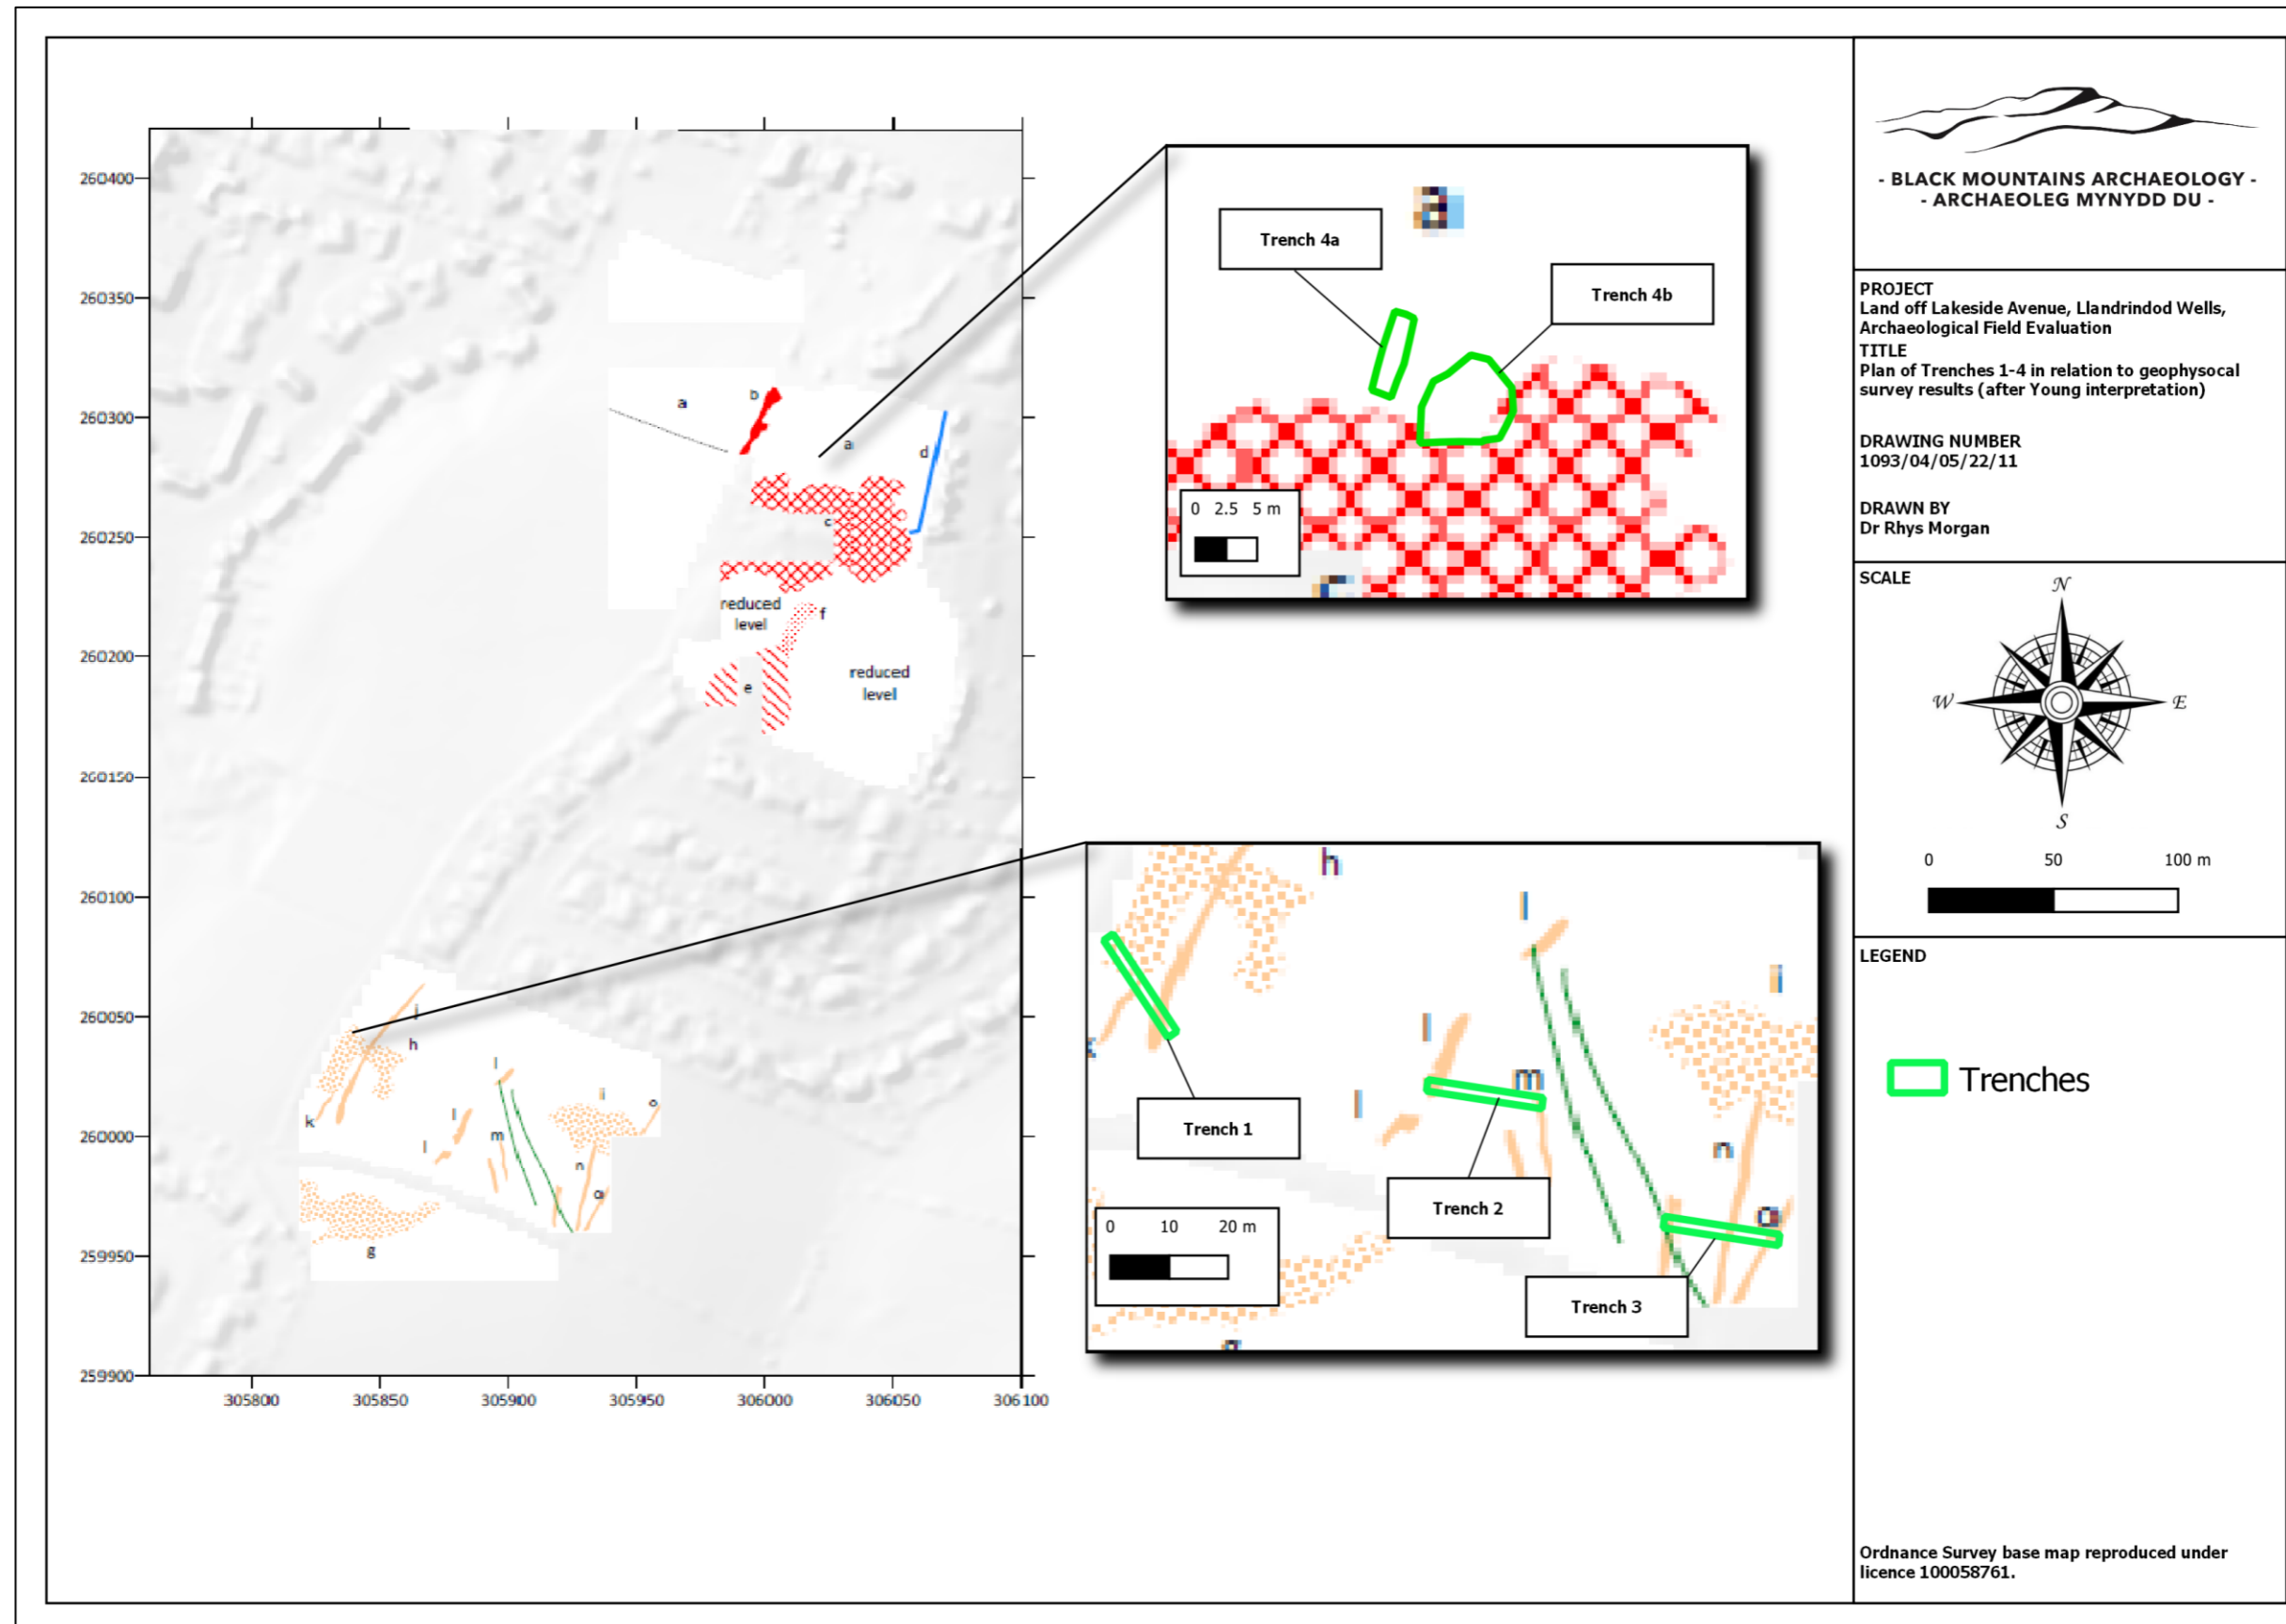 260400
260350
260300
260250
260200
260150
260100
260050
260000
259950
259900
305800
305850
305900
305950
306000
306050
306100
a
b
a
d
c
reduced
level
f
reduced
level
e
j
h
k
l
l
l
m
i
o
n
o
g
a
Trench 4a
Trench 4b
0 2.5 5 m
h
l
i
l
m
l
n
o
Trench 1
Trench 2
Trench 3
0 10 20 m
- BLACK MOUNTAINS ARCHAEOLOGY -
- ARCHAEOLEG MYNYDD DU -
PROJECT
Land off Lakeside Avenue, Llandrindod Wells,
Archaeological Field Evaluation
TITLE
Plan of Trenches 1-4 in relation to geophysocal
survey results (after Young interpretation)
DRAWING NUMBER
1093/04/05/22/11
DRAWN BY
Dr Rhys Morgan
SCALE
N
W
E
S
0 50 100 m
LEGEND
Trenches
Ordnance Survey base map reproduced under
licence 100058761.